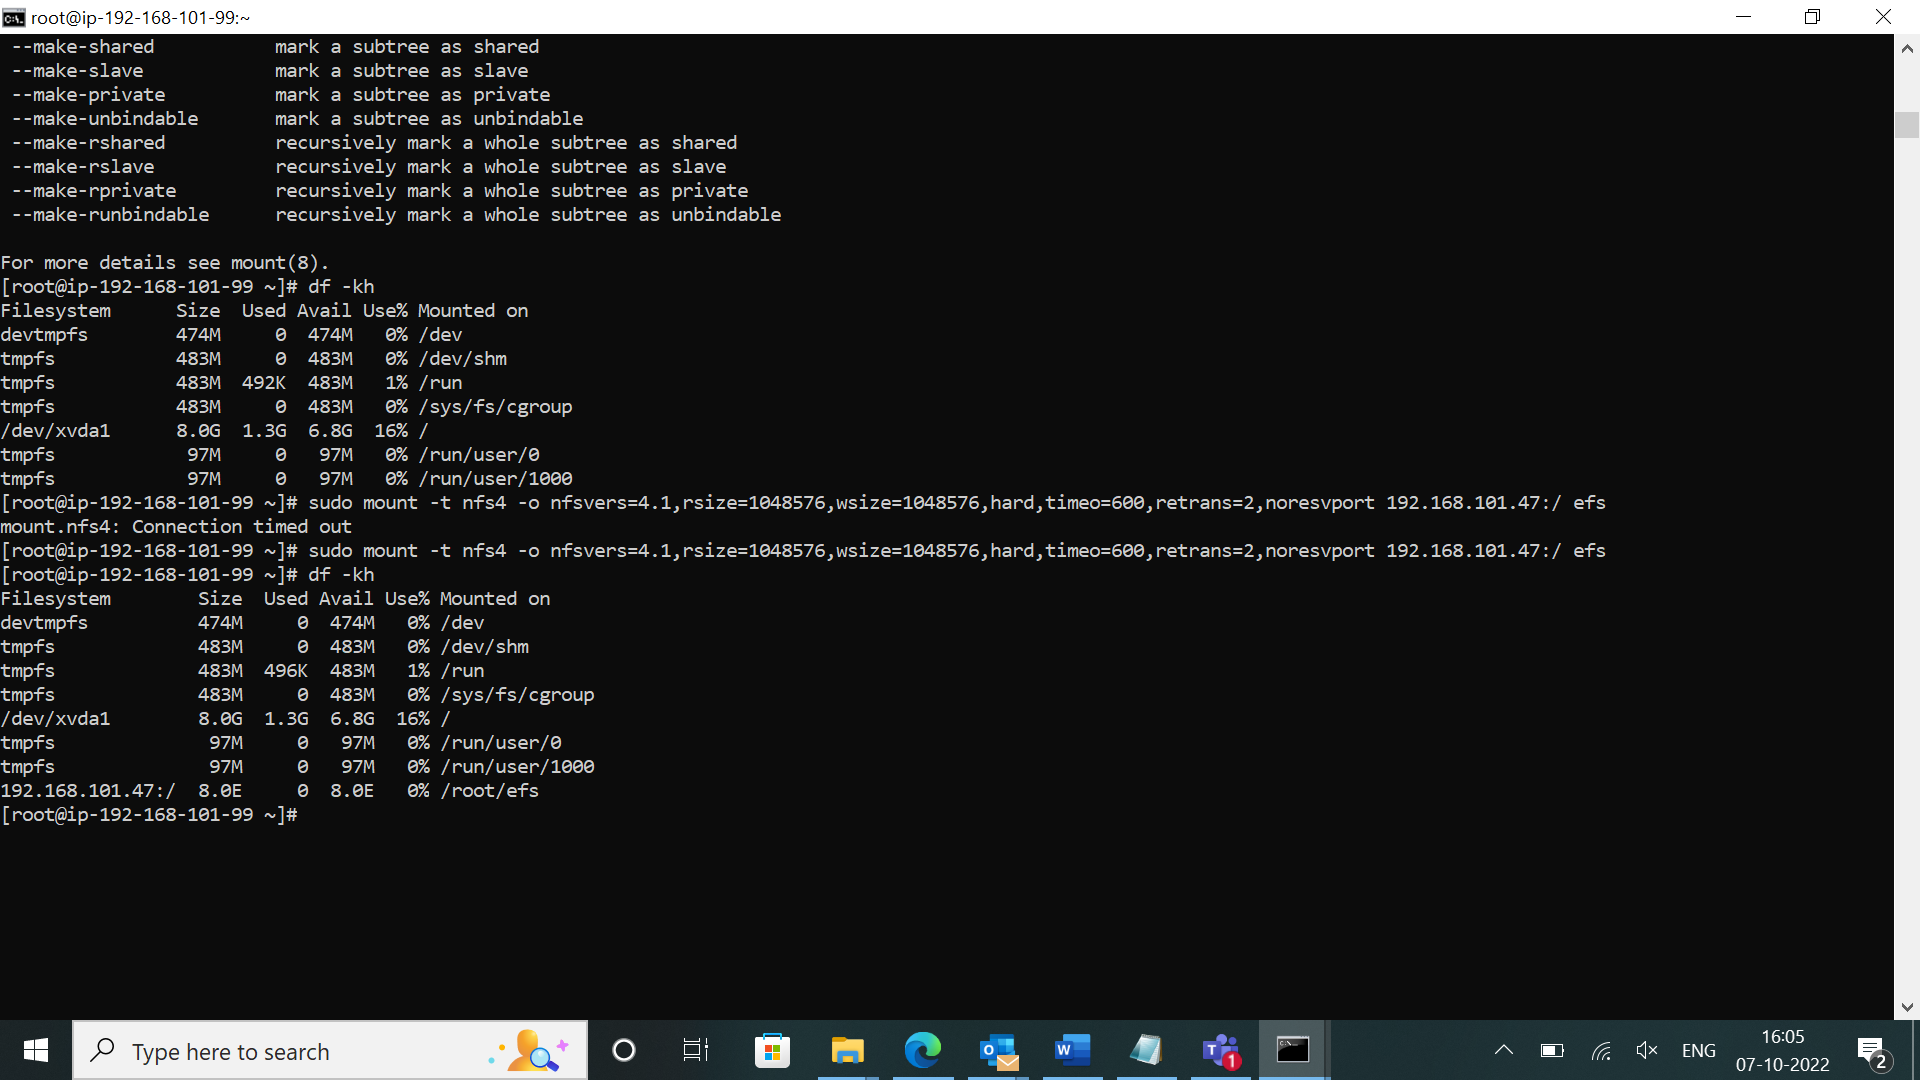 root@ip-192-168-101-99:~
--make-shared           mark a subtree as shared
--make-slave            mark a subtree as slave
--make-private          mark a subtree as private
--make-unbindable       mark a subtree as unbindable
--make-rshared          recursively mark a whole subtree as shared
--make-rslave           recursively mark a whole subtree as slave
--make-rprivate         recursively mark a whole subtree as private
--make-runbindable      recursively mark a whole subtree as unbindable
For more details see mount(8).
[root@ip-192-168-101-99 ~]# df -kh
Filesystem      Size  Used Avail Use% Mounted on
devtmpfs        474M     0  474M   0% /dev
tmpfs           483M     0  483M   0% /dev/shm
tmpfs           483M  492K  483M   1% /run
tmpfs           483M     0  483M   0% /sys/fs/cgroup
/dev/xvda1      8.0G  1.3G  6.8G  16% /
tmpfs            97M     0   97M   0% /run/user/0
tmpfs            97M     0   97M   0% /run/user/1000
[root@ip-192-168-101-99 ~]# sudo mount -t nfs4 -o nfsvers=4.1,rsize=1048576,wsize=1048576,hard,timeo=600,retrans=2,noresvport 192.168.101.47:/ efs
mount.nfs4: Connection timed out
[root@ip-192-168-101-99 ~]# sudo mount -t nfs4 -o nfsvers=4.1,rsize=1048576,wsize=1048576,hard,timeo=600,retrans=2,noresvport 192.168.101.47:/ efs
[root@ip-192-168-101-99 ~]# df -kh
Filesystem        Size  Used Avail Use% Mounted on
devtmpfs          474M     0  474M   0% /dev
tmpfs             483M     0  483M   0% /dev/shm
tmpfs             483M  496K  483M   1% /run
tmpfs             483M     0  483M   0% /sys/fs/cgroup
/dev/xvda1        8.0G  1.3G  6.8G  16% /
tmpfs              97M     0   97M   0% /run/user/0
tmpfs              97M     0   97M   0% /run/user/1000
192.168.101.47:/  8.0E     0  8.0E   0% /root/efs
[root@ip-192-168-101-99 ~]#
Type here to search
1
ENG
16:05
07-10-2022
2